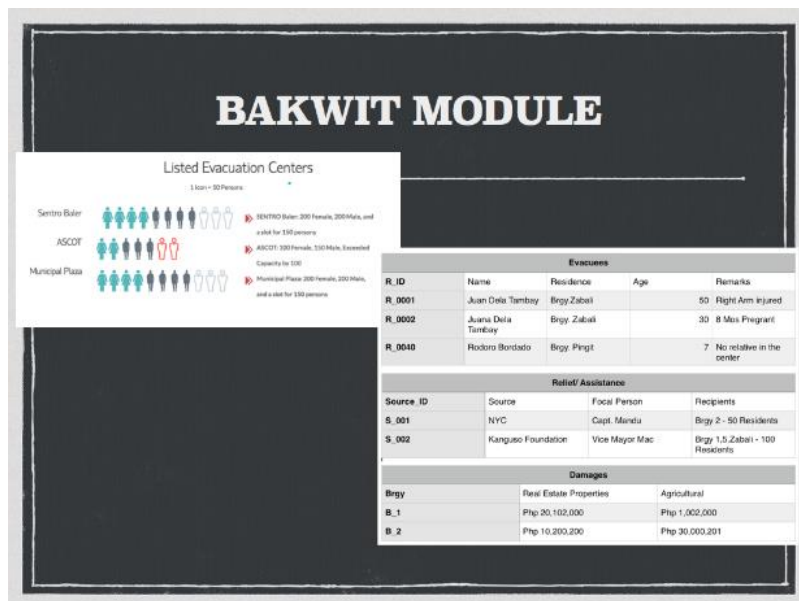 BAKWIT MODULE
Listed Evacuation Centers
1 Icon = 50 Persons
Sentro Baler
SENTRO Baler: 200 Female, 200 Male, and
a slot for 150 persons
ASCOT
ASCOT: 100 Female, 150 Male, Exceeded
Capacity by 100
Municipal Plaza
Municipal Plaza: 200 Female, 200 Male,
and a slot for 150 persons
Evacuees
R_ID Name Residence Age Remarks
R_0001 Juan Dela Tambay Brgy.Zabali 50 Right Arm injured
R_0002 Juana Dela Tambay Brgy. Zabali 30 8 Mos Pregrant
R_0040 Rodoro Bordado Brgy. Pingit 7 No relative in the center
Relief/ Assistance
Source_ID Source Focal Person Recipients
S_001 NYC Capt. Mandu Brgy 2 - 50 Residents
S_002 Kanguso Foundation Vice Mayor Mac Brgy 1,5,Zabali - 100 Residents
Damages
Brgy Real Estate Properties Agricultural
B_1 Php 20,102,000 Php 1,002,000
B_2 Php 10,200,200 Php 30,000,201